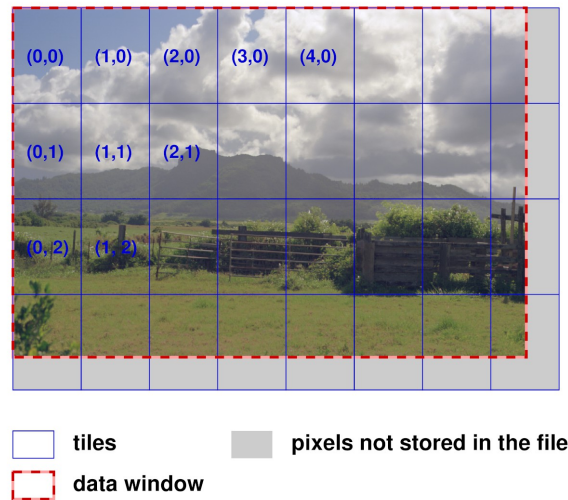 (0,0) (1,0) (2,0) (3,0) (4,0)
(0,1) (1,1) (2,1)
(0, 2) (1, 2)
tiles
pixels not stored in the file
data window